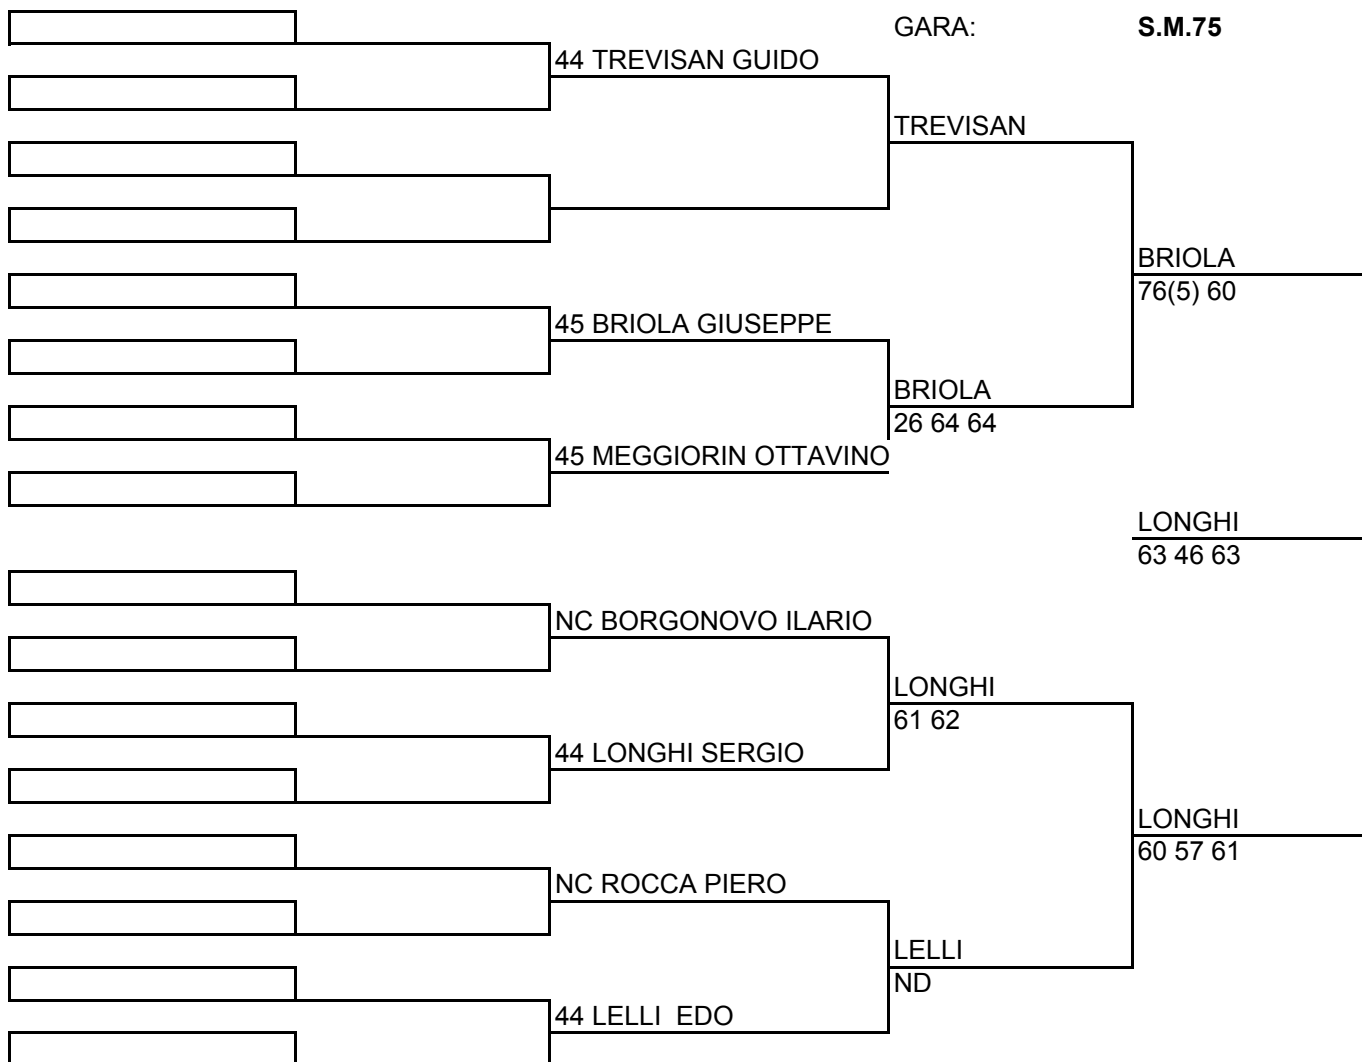 GARA: S.M.75
44 TREVISAN GUIDO
TREVISAN
BRIOLA
76(5) 60
45 BRIOLA GIUSEPPE
BRIOLA
26 64 64
45 MEGGIORIN OTTAVINO
LONGHI
63 46 63
NC BORGONOVO ILARIO
LONGHI
61 62
44 LONGHI SERGIO
LONGHI
60 57 61
NC ROCCA PIERO
LELLI
ND
44 LELLI  EDO